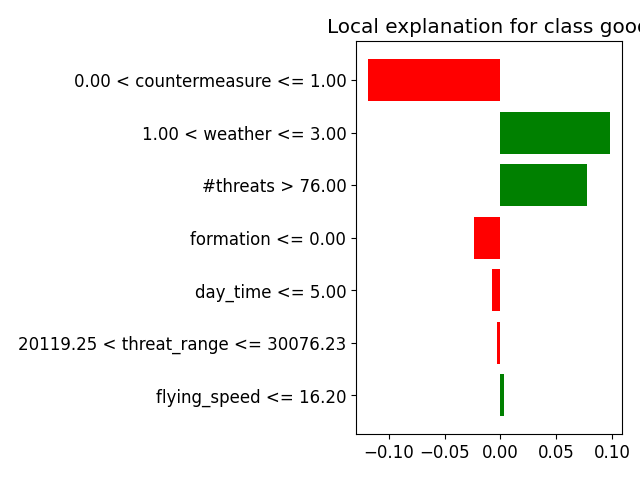 Local explanation for class good
0.00 < countermeasure <= 1.00
1.00 < weather <= 3.00
#threats > 76.00
formation <= 0.00
day_time <= 5.00
20119.25 < threat_range <= 30076.23
flying_speed <= 16.20
−0.10 −0.05 0.00 0.05 0.10